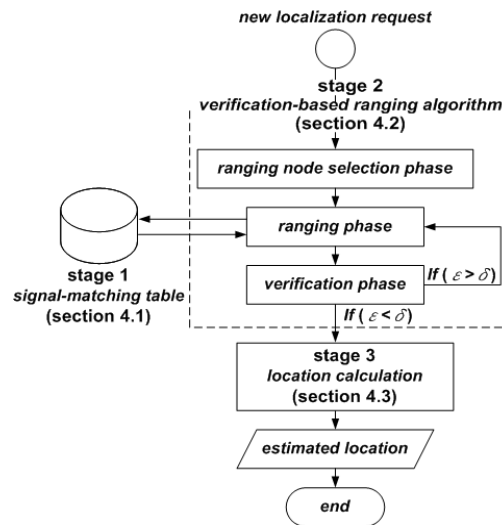 new localization request
stage 2
verification-based ranging algorithm
(section 4.2)
ranging node selection phase
ranging phase
stage 1
signal-matching table
(section 4.1)
verification phase
If ( ε > δ )
If ( ε < δ )
stage 3
location calculation
(section 4.3)
estimated location
end